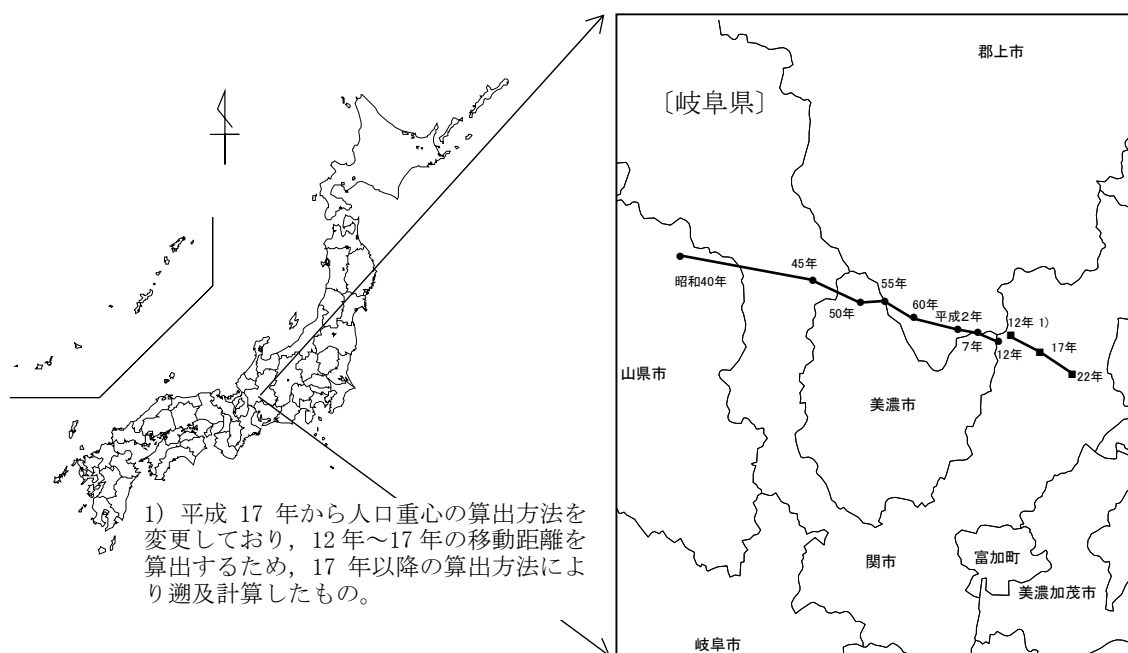 郡上市
〔岐阜県〕
昭和40年
45年
50年
55年
60年
平成2年
7年
12年
12年 1)
17年
22年
山県市
美濃市
関市
富加町
美濃加茂市
岐阜市
1) 平成 17 年から人口重心の算出方法を
変更しており，12 年～17 年の移動距離を
算出するため，17 年以降の算出方法によ
り遡及計算したもの。